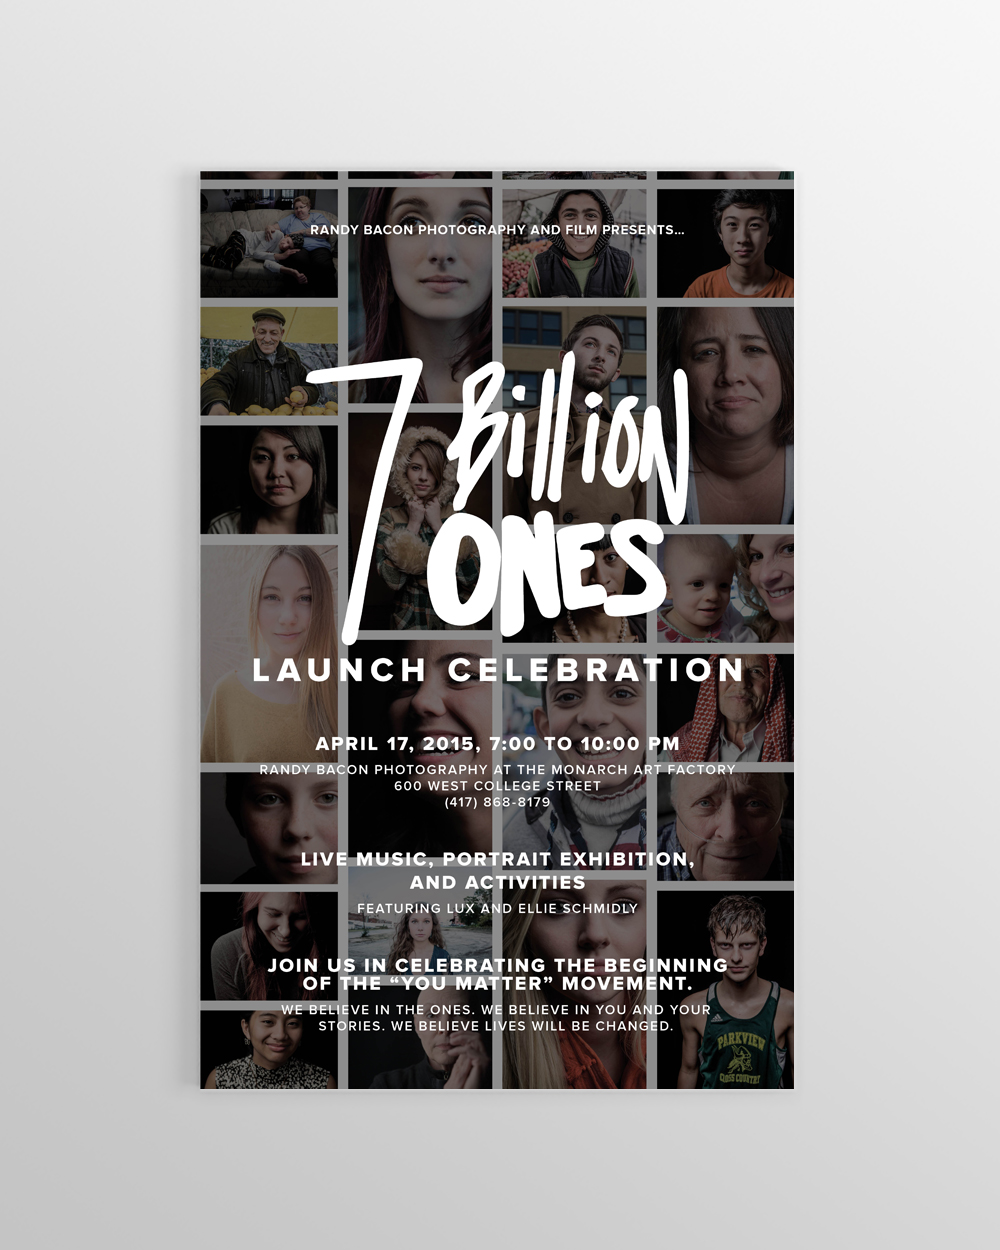 RANDY BACON PHOTOGRAPHY AND FILM PRESENTS...
7 Billion
ONES
LAUNCH CELEBRATION
APRIL 17, 2015, 7:00 TO 10:00 PM
RANDY BACON PHOTOGRAPHY AT THE MONARCH ART FACTORY
600 WEST COLLEGE STREET
(417) 868-8179
LIVE MUSIC, PORTRAIT EXHIBITION,
AND ACTIVITIES
FEATURING LUX AND ELLIE SCHMIDLY
JOIN US IN CELEBRATING THE BEGINNING
OF THE “YOU MATTER” MOVEMENT.
WE BELIEVE IN THE ONES. WE BELIEVE IN YOU AND YOUR
STORIES. WE BELIEVE LIVES WILL BE CHANGED.
PARKVIEW
CROSS COUNTRY